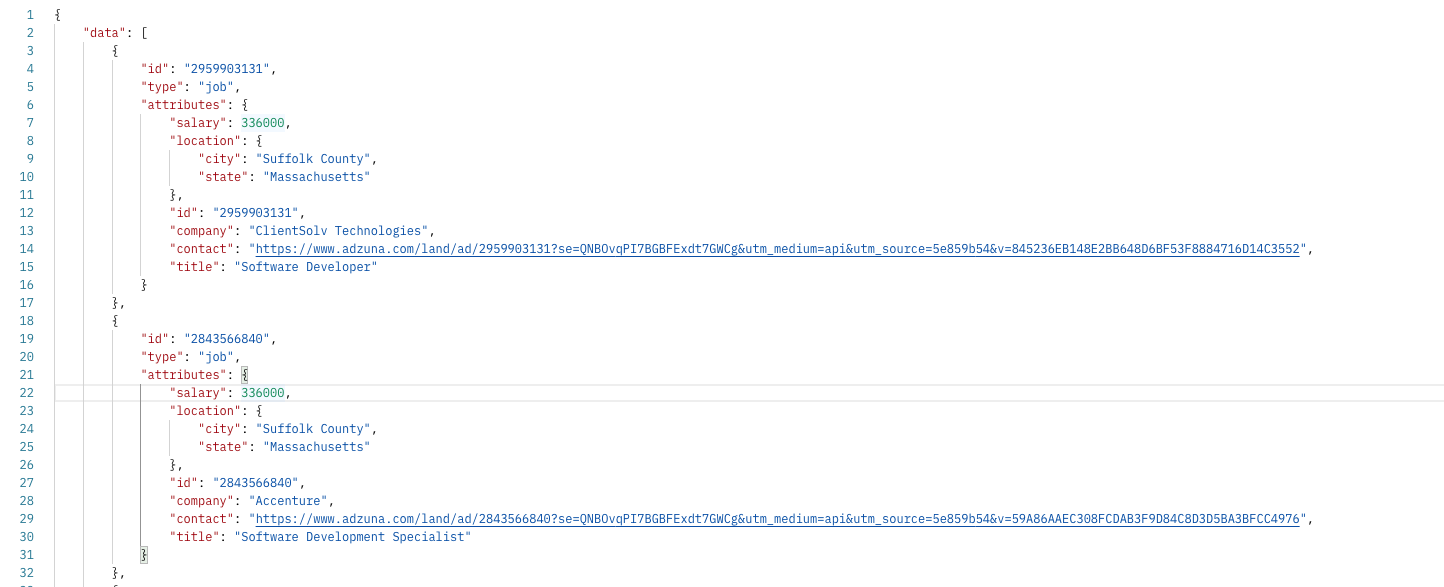 1 {
2 "data": [
3 {
4 "id": "2959903131",
5 "type": "job",
6 "attributes": {
7 "salary": 336000,
8 "location": {
9 "city": "Suffolk County",
10 "state": "Massachusetts"
11 },
12 "id": "2959903131",
13 "company": "ClientSolv Technologies",
14 "contact": "https://www.adzuna.com/land/ad/2959903131?se=QNBOvqPI7BGBFExdt7GWCg&utm_medium=api&utm_source=5e859b54&v=845236EB148E2BB648D6BF53F8884716D14C3552",
15 "title": "Software Developer"
16 }
17 },
18 {
19 "id": "2843566840",
20 "type": "job",
21 "attributes": {
22 "salary": 336000,
23 "location": {
24 "city": "Suffolk County",
25 "state": "Massachusetts"
26 },
27 "id": "2843566840",
28 "company": "Accenture",
29 "contact": "https://www.adzuna.com/land/ad/2843566840?se=QNBOvqPI7BGBFExdt7GWCg&utm_medium=api&utm_source=5e859b54&v=59A86AAEC308FCDAB3F9D84C8D3D5BA3BFCC4976",
30 "title": "Software Development Specialist"
31 }
32 },